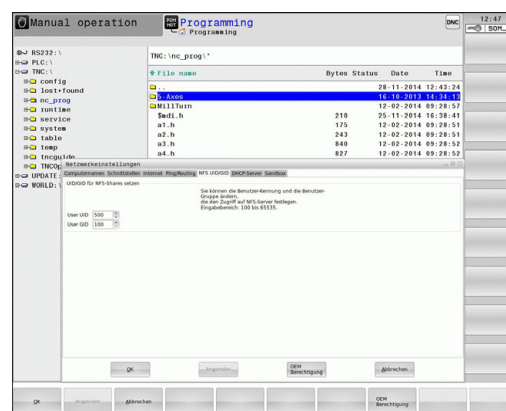 Manual operation
PGM MGT Programming
Programming
DNC
12:47
SOM_
RS232:\
PLC:\
TNC:\
config
lost+found
nc_prog
runtime
service
system
table
temp
tncguide
UPDATE:
WORLD:\
TNC:\nc_prog\*
File name Bytes Status Date Time
.. 28-11-2014 12:43:24
5-Axes 16-10-2013 14:34:13
MillTurn 12-02-2014 09:28:57
$mdi.h 210 25-11-2014 16:38:41
a1.h 175 12-02-2014 09:28:51
a2.h 243 12-02-2014 09:28:51
a3.h 840 12-02-2014 09:28:52
a4.h 827 12-02-2014 09:28:52
Netzwerkeinstellungen
Computernamen Schnittstellen Internet Ping/Routing NFS UID/GID DHCP-Server Sandbox
UID/GID für NFS-Shares setzen
Sie können die Benutzer-Kennung und die Benutzer-
Gruppe ändern,
die den Zugriff auf NFS-Server festlegen.
Eingabebereich: 100 bis 65535.
User UID 500
User GID 100
OK
Anwenden
OEM
Berechtigung
Abbrechen
OK
Anwenden
Abbrechen
OEM
Berechtigung